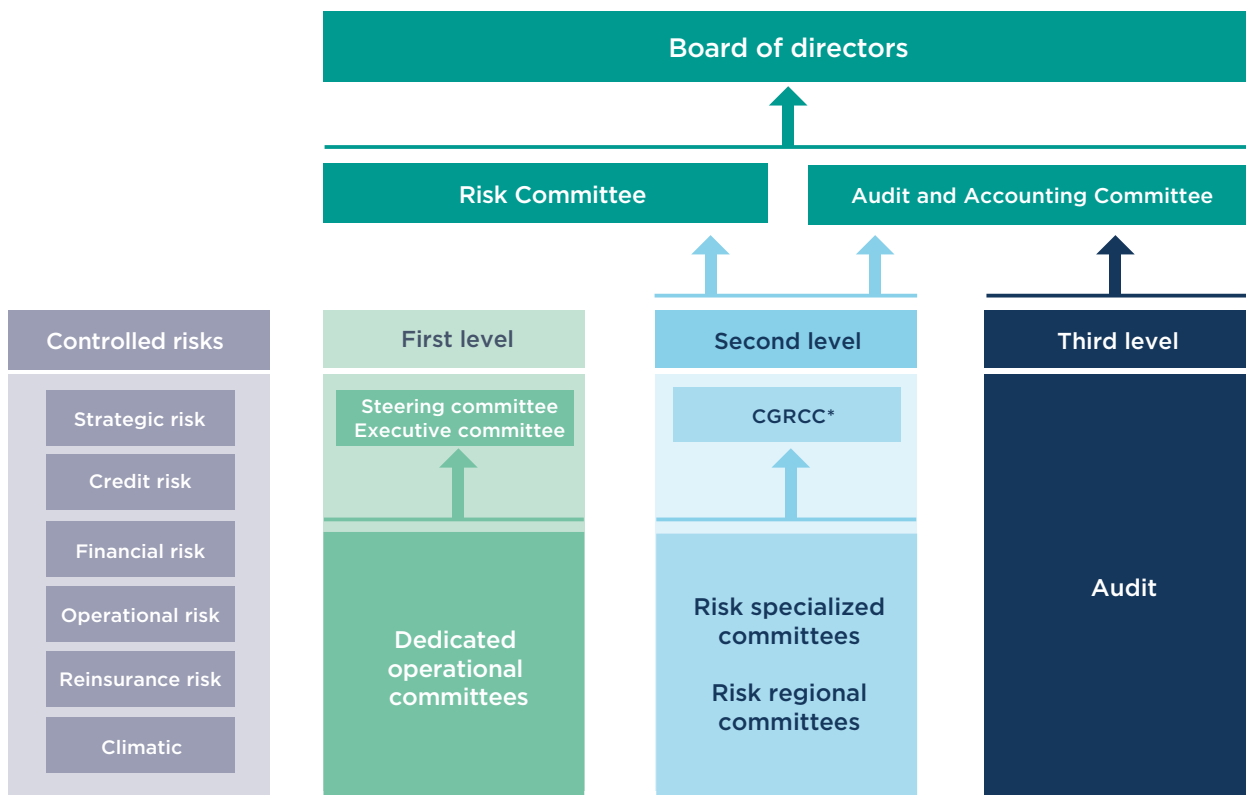 Board of directors
Risk Committee
Audit and Accounting Committee
Controlled risks
Strategic risk
Credit risk
Financial risk
Operational risk
Reinsurance risk
Climatic
First level
Steering committee
Executive committee
Dedicated
operational
committees
Second level
CGRCC*
Risk specialized
committees
Risk regional
committees
Third level
Audit